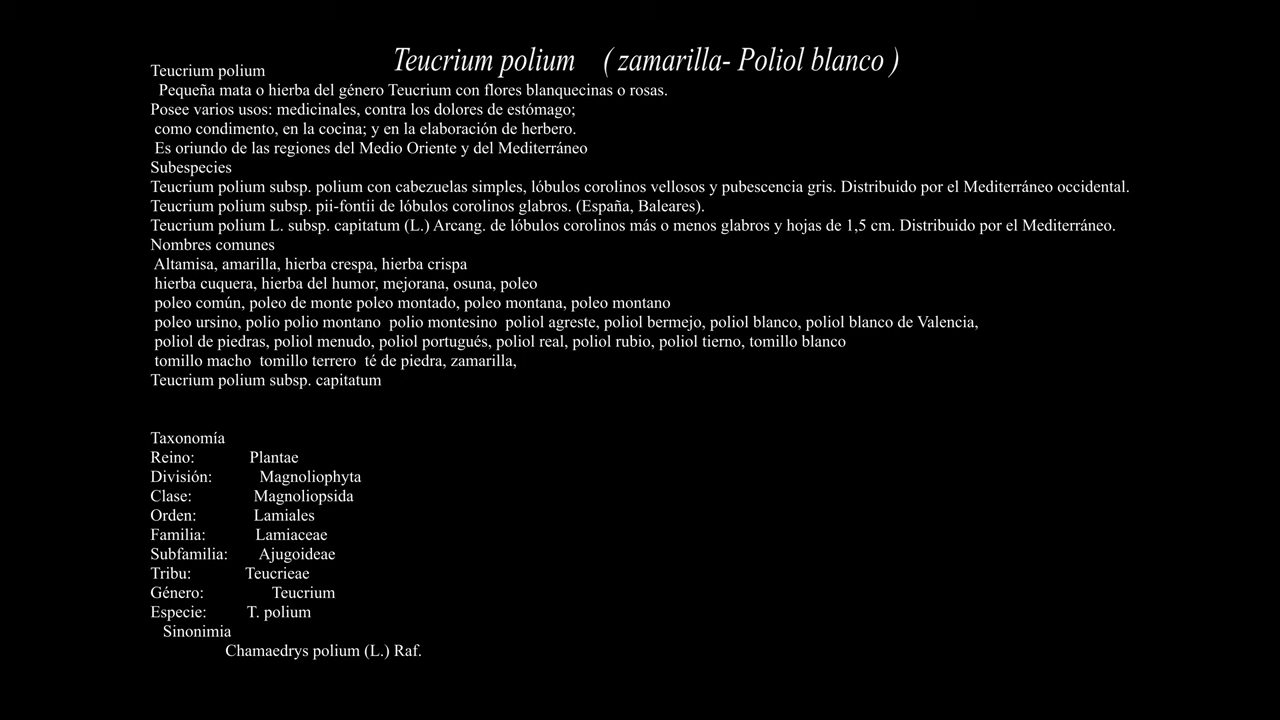 Teucrium polium ( zamarilla- Poliol blanco )
Teucrium polium
Pequeña mata o hierba del género Teucrium con flores blanquecinas o rosas.
Posee varios usos: medicinales, contra los dolores de estómago;
como condimento, en la cocina; y en la elaboración de herbero.
Es oriundo de las regiones del Medio Oriente y del Mediterráneo
Subespecies
Teucrium polium subsp. polium con cabezuelas simples, lóbulos corolinos vellosos y pubescencia gris. Distribuido por el Mediterráneo occidental.
Teucrium polium subsp. pii-fontii de lóbulos corolinos glabros. (España, Baleares).
Teucrium polium L. subsp. capitatum (L.) Arcang. de lóbulos corolinos más o menos glabros y hojas de 1,5 cm. Distribuido por el Mediterráneo.
Nombres comunes
Altamisa, amarilla, hierba crespa, hierba crispa
hierba cuquera, hierba del humor, mejorana, osuna, poleo
poleo común, poleo de monte poleo montado, poleo montana, poleo montano
poleo ursino, polio polio montano polio montesino poliol agreste, poliol bermejo, poliol blanco, poliol blanco de Valencia,
poliol de piedras, poliol menudo, poliol portugués, poliol real, poliol rubio, poliol tierno, tomillo blanco
tomillo macho tomillo terrero té de piedra, zamarilla,
Teucrium polium subsp. capitatum
Taxonomía
Reino: Plantae
División: Magnoliophyta
Clase: Magnoliopsida
Orden: Lamiales
Familia: Lamiaceae
Subfamilia: Ajugoideae
Tribu: Teucrieae
Género: Teucrium
Especie: T. polium
Sinonimia
Chamaedrys polium (L.) Raf.